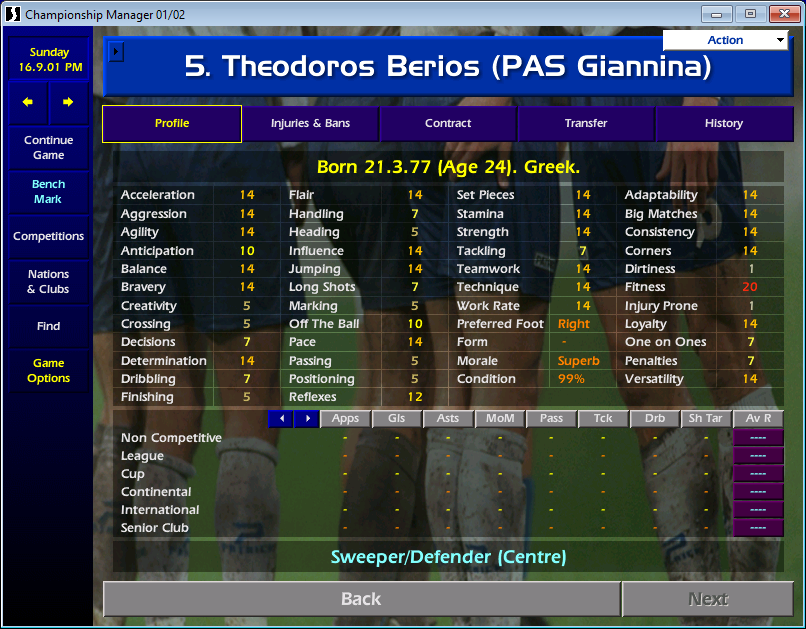 Championship Manager 01/02
Sunday
16.9.01 PM
Continue
Game
Bench
Mark
Competitions
Nations
& Clubs
Find
Game
Options
Action
5. Theodoros Berios (PAS Giannina)
Profile Injuries & Bans Contract Transfer History
Born 21.3.77 (Age 24). Greek.
Acceleration 14 Flair 14 Set Pieces 14 Adaptability 14
Aggression 14 Handling 7 Stamina 14 Big Matches 14
Agility 14 Heading 5 Strength 14 Consistency 14
Anticipation 10 Influence 14 Tackling 7 Corners 14
Balance 14 Jumping 14 Teamwork 14 Dirtiness 1
Bravery 14 Long Shots 7 Technique 14 Fitness 20
Creativity 5 Marking 5 Work Rate 14 Injury Prone 1
Crossing 5 Off The Ball 10 Preferred Foot Right Loyalty 14
Decisions 7 Pace 14 Form - One on Ones 7
Determination 14 Passing 5 Morale Superb Penalties 7
Dribbling 7 Positioning 5 Condition 99% Versatility 14
Finishing 5 Reflexes 12
Apps Gls Asts MoM Pass Tck Drb Sh Tar Av R
Non Competitive - - - - - - - - ----
League - - - - - - - - ----
Cup - - - - - - - - ----
Continental - - - - - - - - ----
International - - - - - - - - ----
Senior Club - - - - - - - - ----
Sweeper/Defender (Centre)
Back Next